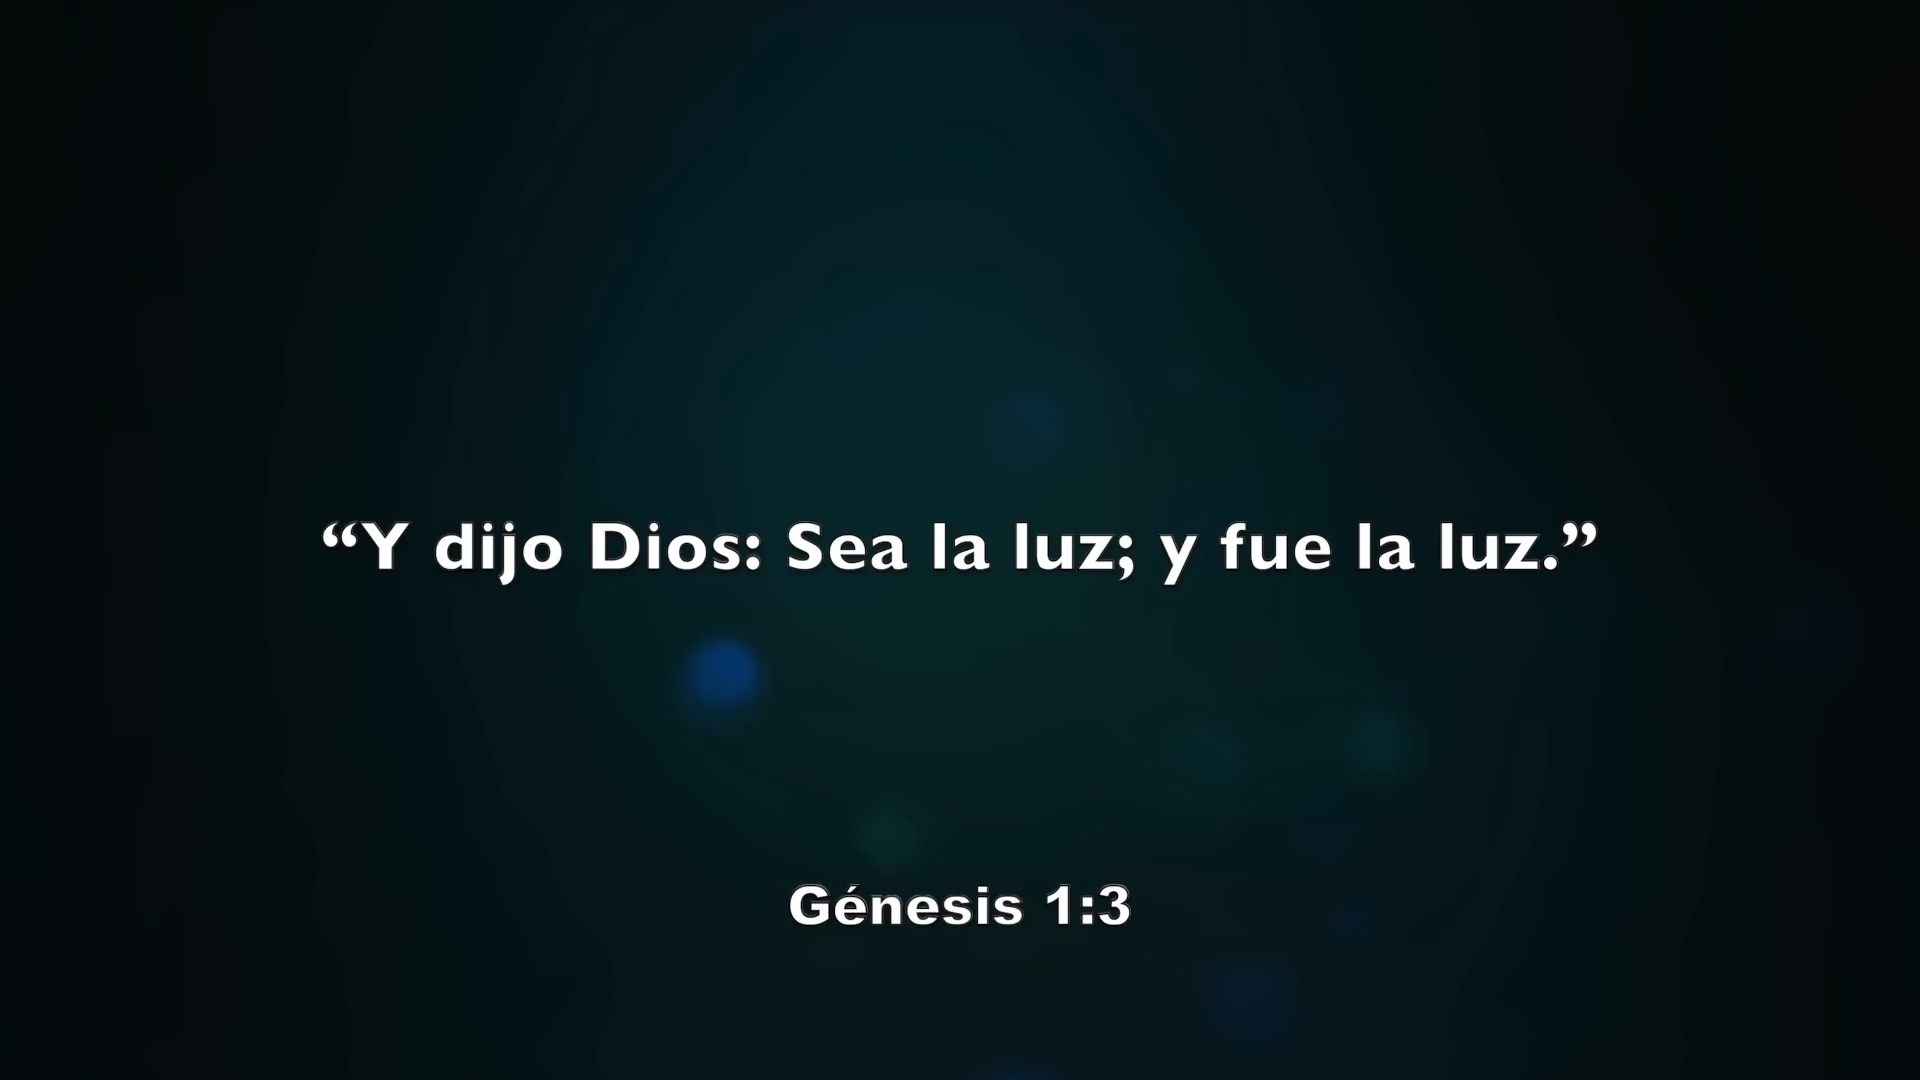 “Y dijo Dios: Sea la luz; y fue la luz.”
Génesis 1:3